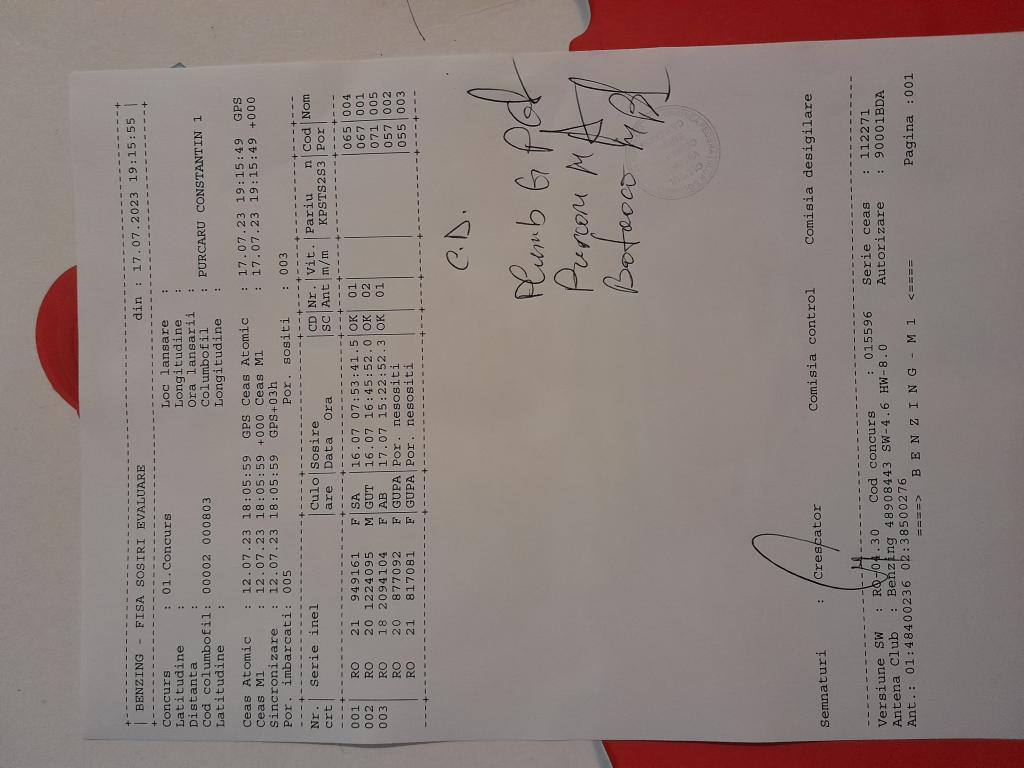 BENZING - FISA SOSIRI EVALUARE din : 17.07.2023 19:15:55
Concurs : 01.Concurs Loc lansare :
Latitudine : Longitudine :
Distanta : Ora lansarii :
Cod columbofil: 00002 000803 Columbofil : PURCARU CONSTANTIN 1
Latitudine : Longitudine :
Ceas Atomic : 12.07.23 18:05:59 GPS Ceas Atomic : 17.07.23 19:15:49 GPS
Ceas M1 : 12.07.23 18:05:59 +000 Ceas M1 : 17.07.23 19:15:49 +000
Sincronizare : 12.07.23 18:05:59 GPS+03h
Por. imbarcati: 005 Por. sositi : 003
Nr. | Serie inel | Culo | Sosire | CD | Nr. | Vit. | Pariu n | Cod | Nom
crt | | are | Data Ora | SC | Ant | m/m | KPSTS2S3 | Por |
001 | RO 21 949161 F | SA | 16.07 07:53:41.5 | OK | 01 | | | 065 | 004
002 | RO 20 1224095 M | GUT | 16.07 16:45:52.0 | OK | 02 | | | 067 | 001
003 | RO 18 2094104 F | AB | 17.07 15:22:52.3 | OK | 01 | | | 071 | 005
RO 20 877092 F | GUPA | Por. nesositi | | | | | 057 | 002
RO 21 817081 F | GUPA | Por. nesositi | | | | | 055 | 003
C.D.
Semnaturi : Crescator Comisia control Comisia desigilare
Versiune SW : RO-04.30 Cod concurs : 015596 Serie ceas : 112271
Antena Club : Benzing 48908443 SW-4.6 HW-8.0 Autorizare : 90001BDA
Ant.: 01:48400236 02:38500276
====> B E N Z I N G - M 1 <==== Pagina :001